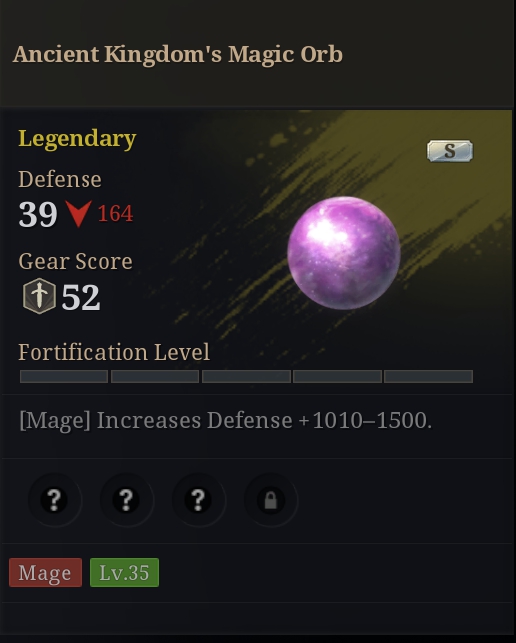 Ancient Kingdom's Magic Orb
Legendary
S
Defense
39 164
Gear Score
52
Fortification Level
[Mage] Increases Defense +1010–1500.
? ? ?
Mage Lv.35